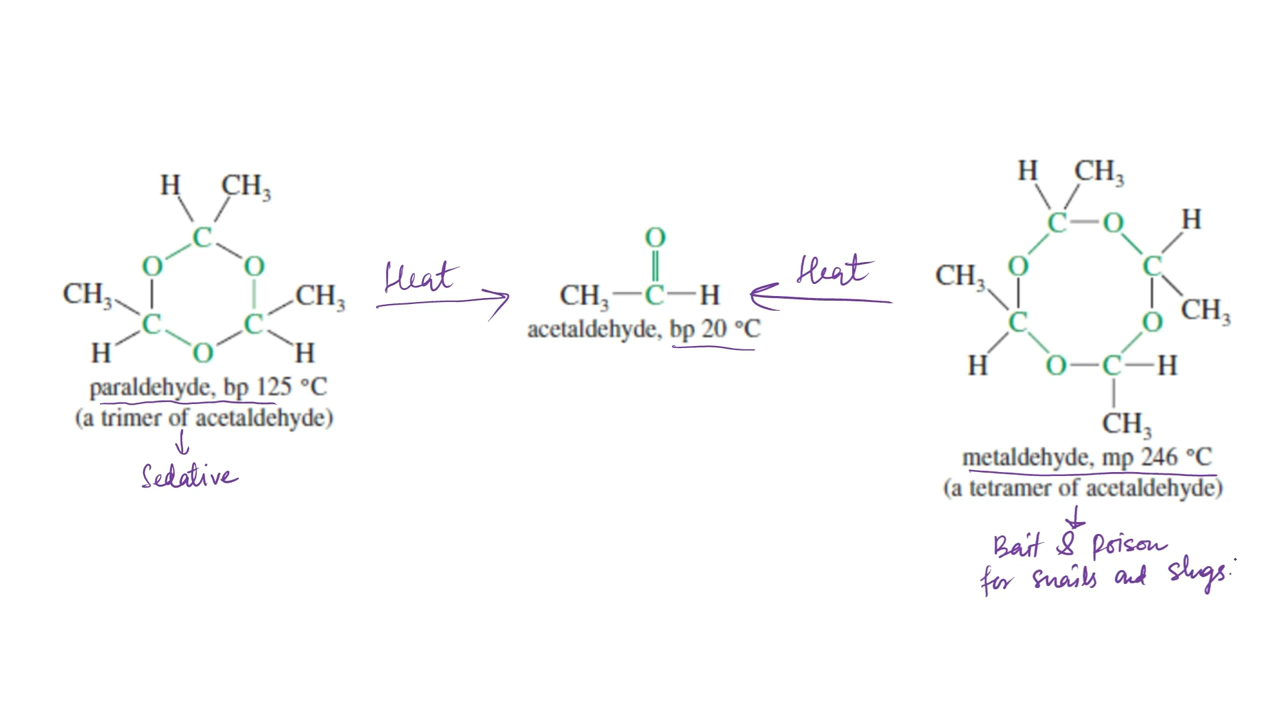 H CH₃
C
O O
CH₃ CH₃
C C
H O H
paraldehyde, bp 125 °C
(a trimer of acetaldehyde)
Sedative
Heat
O
CH₃—C—H
acetaldehyde, bp 20 °C
Heat
H CH₃
C—O H
O C
CH₃ CH₃
C O
H O—C—H
CH₃
metaldehyde, mp 246 °C
(a tetramer of acetaldehyde)
Bait & Poison
for snails and slugs.